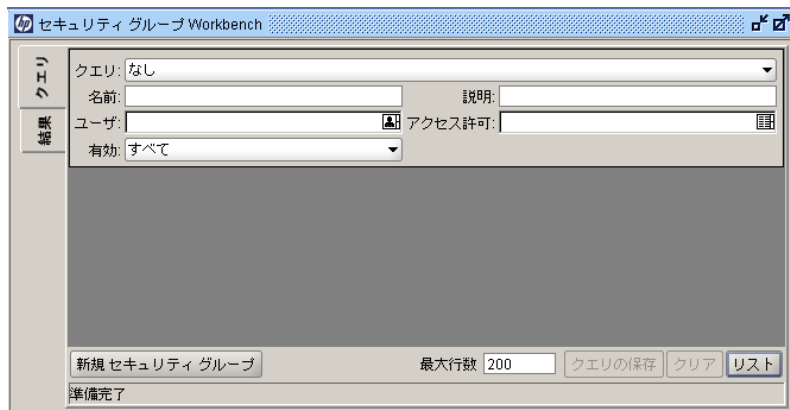 hp セキュリティ グループ Workbench
クエリ
結果
クエリ: なし
名前: 説明:
ユーザ: アクセス許可:
有効: すべて
新規 セキュリティ グループ 最大行数 200 クエリの保存 クリア リスト
準備完了